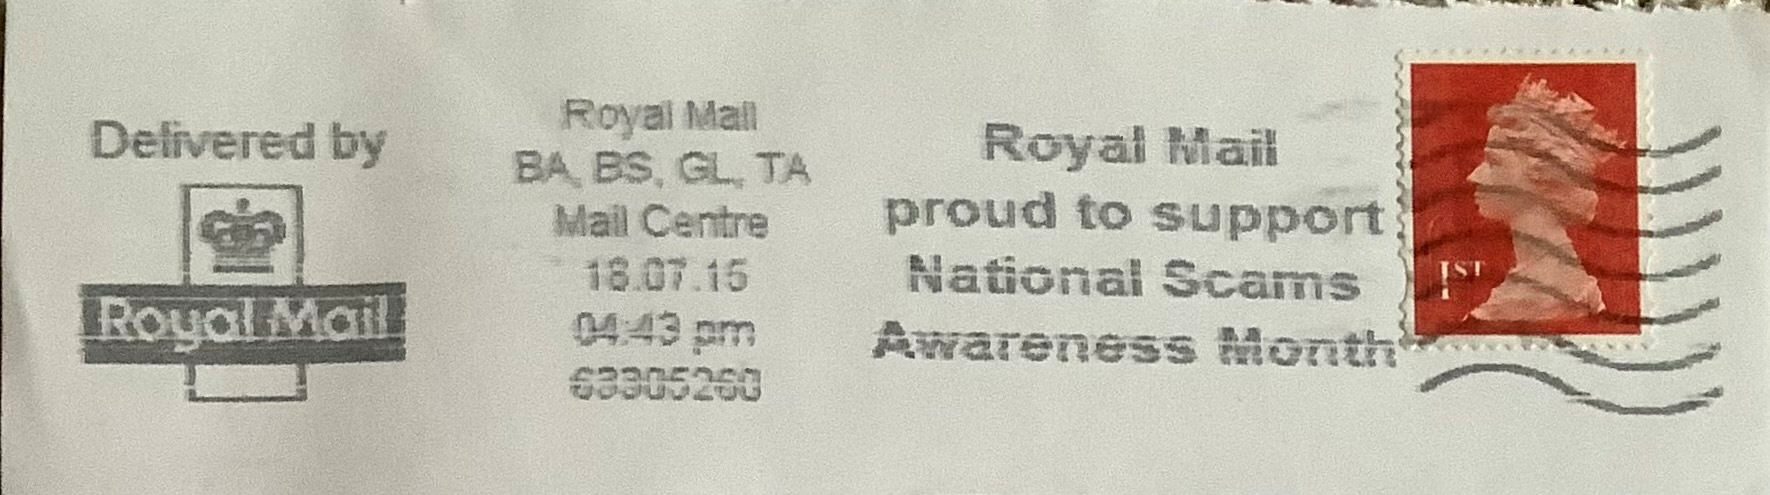 Delivered by
Royal Mail
Royal Mail
BA, BS, GL, TA
Mail Centre
18.07.15
04:43 pm
63305260
Royal Mail
proud to support
National Scams
Awareness Month
1ST